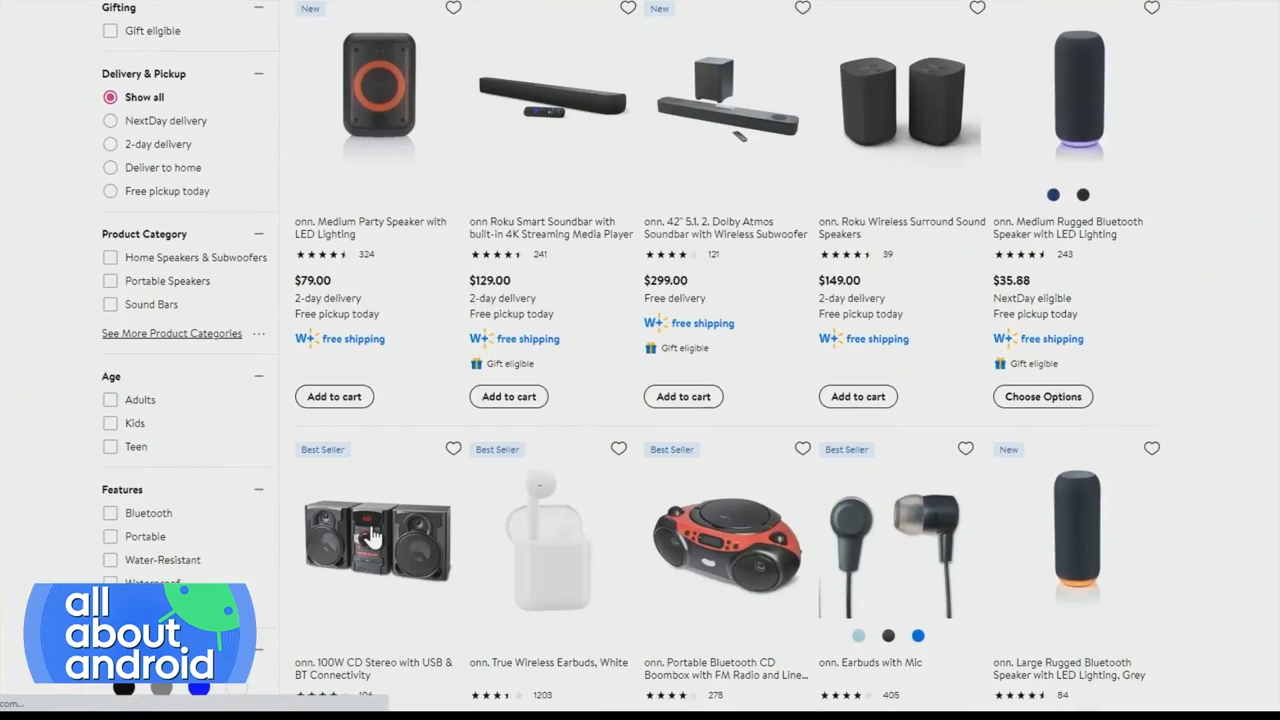 Gifting
Gift eligible
Delivery & Pickup
Show all
NextDay delivery
2-day delivery
Deliver to home
Free pickup today
Product Category
Home Speakers & Subwoofers
Portable Speakers
Sound Bars
See More Product Categories
Age
Adults
Kids
Teen
Features
Bluetooth
Portable
Water-Resistant
Waterproof
all
about
android
com...
New
onn. Medium Party Speaker with
LED Lighting
324
$79.00
2-day delivery
Free pickup today
W+ free shipping
Add to cart
onn Roku Smart Soundbar with
built-in 4K Streaming Media Player
241
$129.00
2-day delivery
Free pickup today
W+ free shipping
Gift eligible
Add to cart
New
onn. 42" 5.1. 2. Dolby Atmos
Soundbar with Wireless Subwoofer
121
$299.00
Free delivery
W+ free shipping
Gift eligible
Add to cart
onn. Roku Wireless Surround Sound
Speakers
39
$149.00
2-day delivery
Free pickup today
W+ free shipping
Add to cart
onn. Medium Rugged Bluetooth
Speaker with LED Lighting
243
$35.88
NextDay eligible
Free pickup today
W+ free shipping
Gift eligible
Choose Options
Best Seller
onn. 100W CD Stereo with USB &
BT Connectivity
106
Best Seller
onn. True Wireless Earbuds, White
1203
Best Seller
onn. Portable Bluetooth CD
Boombox with FM Radio and Line...
278
Best Seller
onn. Earbuds with Mic
405
New
onn. Large Rugged Bluetooth
Speaker with LED Lighting, Grey
84